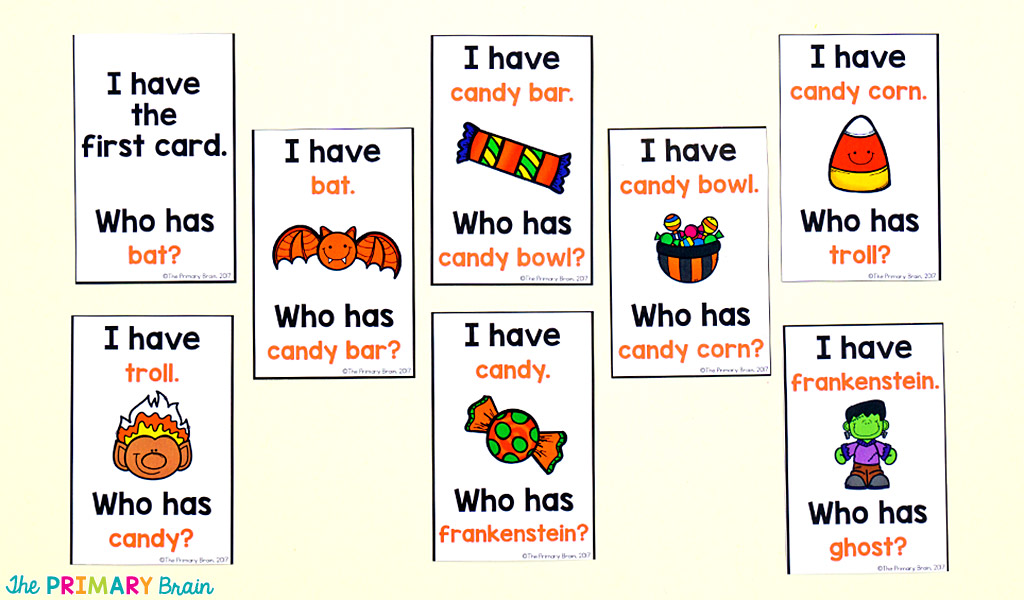 I have
the
first card.
Who has
bat?
©The Primary Brain, 2017
I have
bat.
Who has
candy bar?
©The Primary Brain, 2017
I have
candy bar.
Who has
candy bowl?
©The Primary Brain, 2017
I have
candy bowl.
Who has
candy corn?
©The Primary Brain, 2017
I have
candy corn.
Who has
troll?
©The Primary Brain, 2017
I have
troll.
Who has
candy?
©The Primary Brain, 2017
I have
candy.
Who has
frankenstein?
©The Primary Brain, 2017
I have
frankenstein.
Who has
ghost?
©The Primary Brain, 2017
The PRIMARY Brain